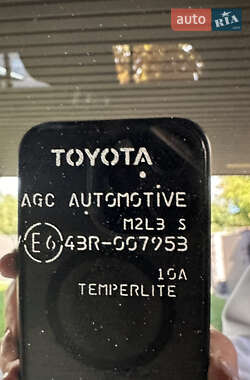 AUTO RIA
TOYOTA
AGC AUTOMOTIVE
M2L3 S
E6 43R-007953
10A
TEMPERLITE